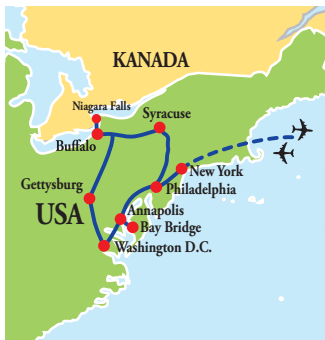 KANADA
Niagara Falls
Syracuse
Buffalo
New York
Gettysburg
Philadelphia
USA
Annapolis
Bay Bridge
Washington D.C.